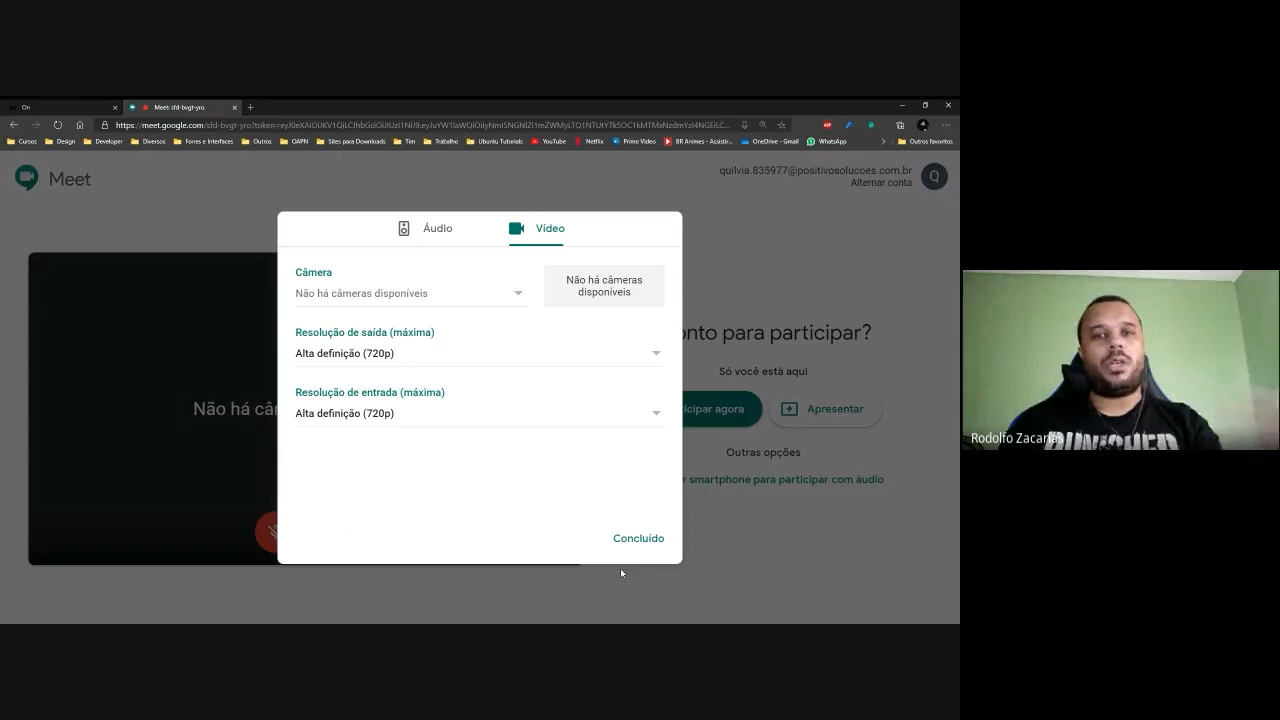 On
Meet: sfd-bvgt-yro
https://meet.google.com/sfd-bvgt-yro?token=
Cursos Design Developer Diversos Fones e Interfaces Outros OAPN Sites para Downloads Tim Trabalho Ubuntu Tutorials YouTube Netflix Prime Video BR Animes - Assistir... OneDrive - Gmail WhatsApp Outros favoritos
Meet
quilvia.835977@positivosolucoes.com.br
Alternar conta
Q
Áudio Vídeo
Câmera
Não há câmeras disponíveis
Não há câmeras
disponíveis
Resolução de saída (máxima)
Alta definição (720p)
Resolução de entrada (máxima)
Alta definição (720p)
Concluído
Não há câ
onto para participar?
Só você está aqui
icipar agora
Apresentar
Outras opções
r smartphone para participar com áudio
Rodolfo Zacarias
PUNISHED